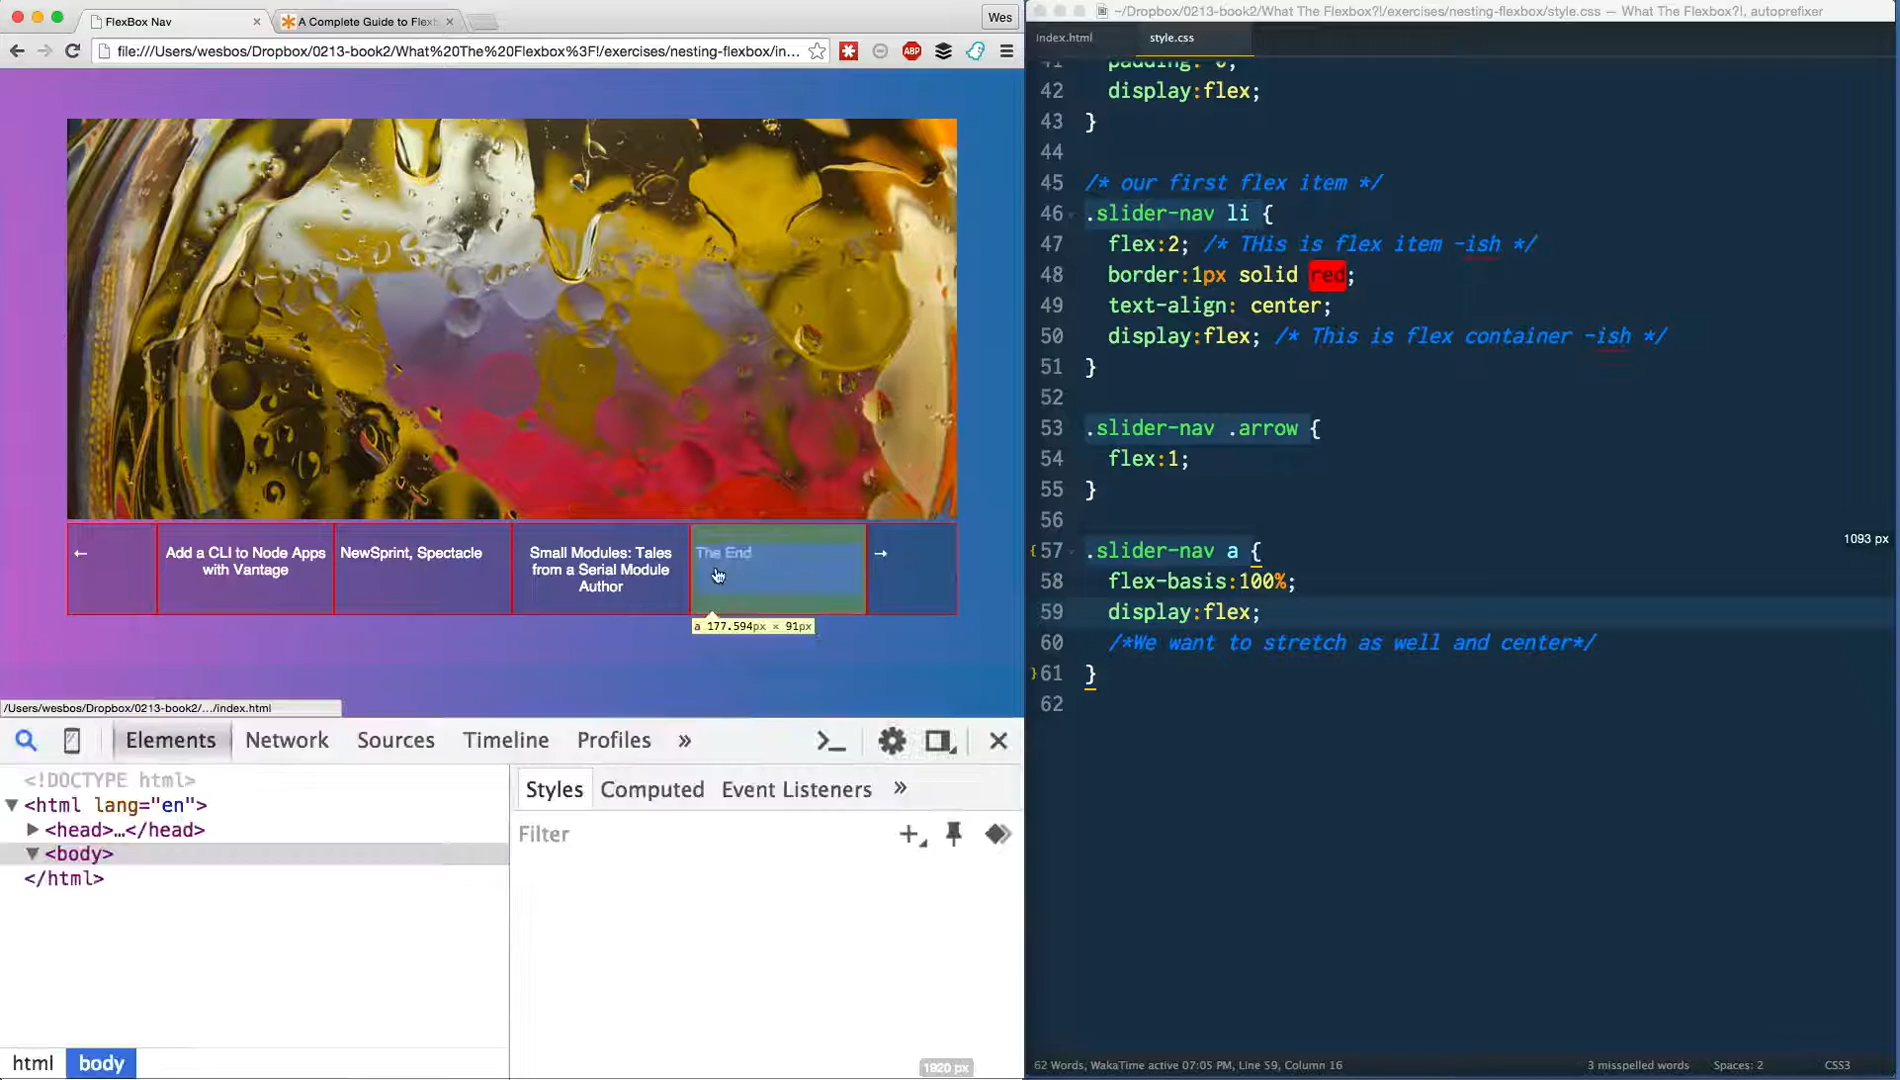 FlexBox Nav
A Complete Guide to Flexb
Wes
file:///Users/wesbos/Dropbox/0213-book2/What%20The%20Flexbox%3F!/exercises/nesting-flexbox/in...
ABP
←
Add a CLI to Node Apps
with Vantage
NewSprint, Spectacle
Small Modules: Tales
from a Serial Module
Author
The End
→
a 177.594px × 91px
/Users/wesbos/Dropbox/0213-book2/.../index.html
Elements Network Sources Timeline Profiles »
<!DOCTYPE html>
▼<html lang="en">
▶<head>…</head>
▼<body>
</html>
Styles Computed Event Listeners »
Filter
html body
1920 px
~/Dropbox/0213-book2/What The Flexbox?!/exercises/nesting-flexbox/style.css — What The Flexbox?!, autoprefixer
index.html style.css
41 padding: 0;
42 display:flex;
43 }
44
45 /* our first flex item */
46 .slider-nav li {
47 flex:2; /* THis is flex item -ish */
48 border:1px solid red;
49 text-align: center;
50 display:flex; /* This is flex container -ish */
51 }
52
53 .slider-nav .arrow {
54 flex:1;
55 }
56
57 .slider-nav a {
58 flex-basis:100%;
59 display:flex;
60 /*We want to stretch as well and center*/
61 }
62
1093 px
62 Words, WakaTime active 07:05 PM, Line 59, Column 16 3 misspelled words Spaces: 2 CSS3